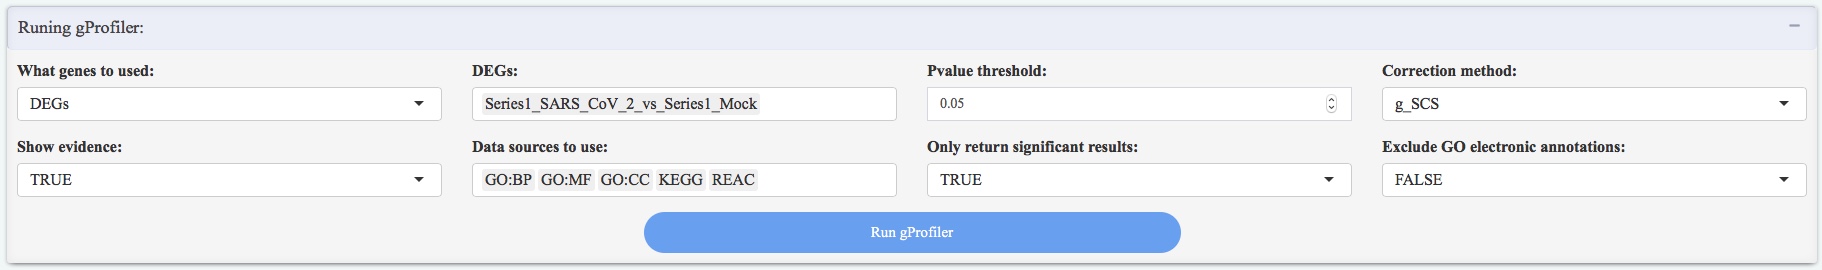 Runing gProfiler:
What genes to used: DEGs: Pvalue threshold: Correction method:
DEGs Series1_SARS_CoV_2_vs_Series1_Mock 0.05 g_SCS
Show evidence: Data sources to use: Only return significant results: Exclude GO electronic annotations:
TRUE GO:BP GO:MF GO:CC KEGG REAC TRUE FALSE
Run gProfiler